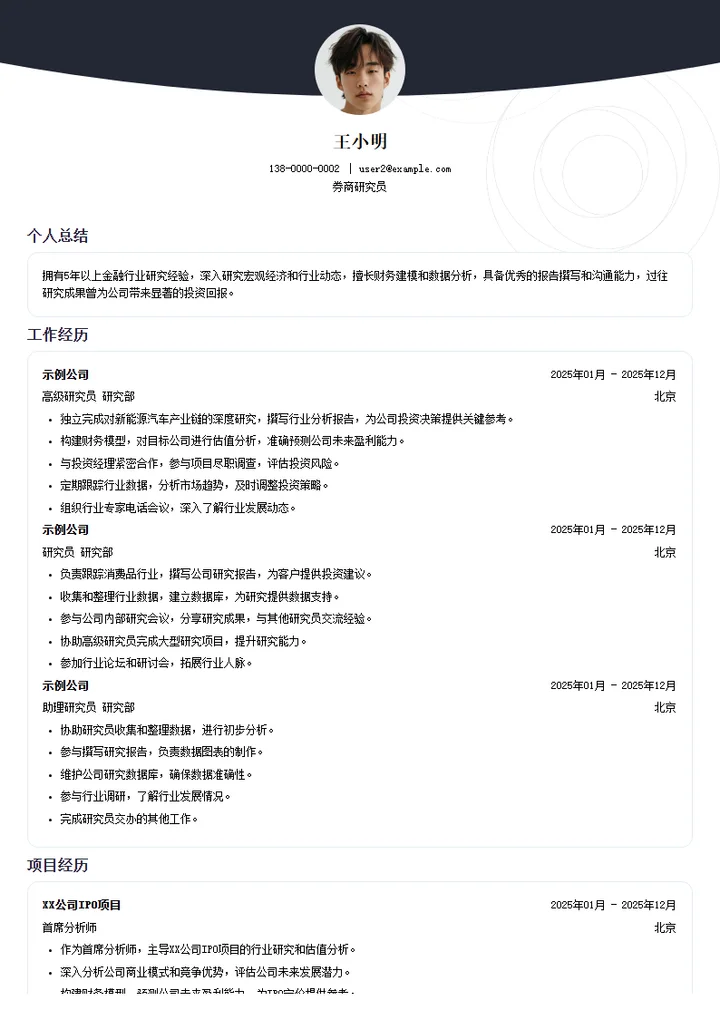 王小明
138-0000-0002 | user2@example.com
券商研究员
个人总结
拥有5年以上金融行业研究经验，深入研究宏观经济和行业动态，擅长财务建模和数据分析，具备优秀的报告撰写和沟通能力，过往
研究成果曾为公司带来显著的投资回报。
工作经历
示例公司 2025年01月 - 2025年12月
高级研究员 研究部 北京
• 独立完成对新能源汽车产业链的深度研究，撰写行业分析报告，为公司投资决策提供关键参考。
• 构建财务模型，对目标公司进行估值分析，准确预测公司未来盈利能力。
• 与投资经理紧密合作，参与项目尽职调查，评估投资风险。
• 定期跟踪行业数据，分析市场趋势，及时调整投资策略。
• 组织行业专家电话会议，深入了解行业发展动态。
示例公司 2025年01月 - 2025年12月
研究员 研究部 北京
• 负责跟踪消费品行业，撰写公司研究报告，为客户提供投资建议。
• 收集和整理行业数据，建立数据库，为研究提供数据支持。
• 参与公司内部研究会议，分享研究成果，与其他研究员交流经验。
• 协助高级研究员完成大型研究项目，提升研究能力。
• 参加行业论坛和研讨会，拓展行业人脉。
示例公司 2025年01月 - 2025年12月
助理研究员 研究部 北京
• 协助研究员收集和整理数据，进行初步分析。
• 参与撰写研究报告，负责数据图表的制作。
• 维护公司研究数据库，确保数据准确性。
• 参与行业调研，了解行业发展情况。
• 完成研究员交办的其他工作。
项目经历
XX公司IPO项目 2025年01月 - 2025年12月
首席分析师 北京
• 作为首席分析师，主导XX公司IPO项目的行业研究和估值分析。
• 深入分析公司商业模式和竞争优势，评估公司未来发展潜力。
• 构建财务模型，预测公司未来盈利能力，为IPO定价提供参考。